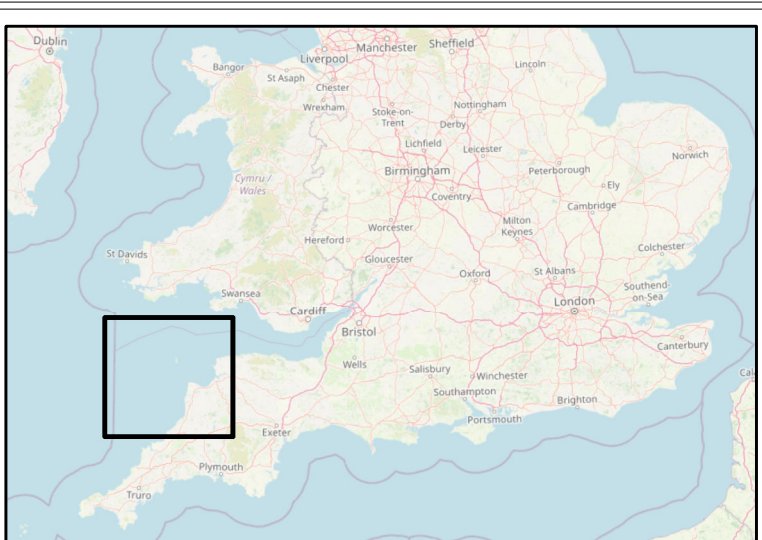 Dublin
Manchester
Sheffield
Liverpool
Bangor
Lincoln
St Asaph
Chester
Wrexham
Nottingham
Stoke-on-
Trent
Derby
Lichfield
Leicester
Norwich
Birmingham
Peterborough
Cymru /
Wales
Ely
Coventry
Cambridge
Worcester
Milton
Keynes
Hereford
Colchester
St Davids
Gloucester
Oxford
St Albans
Southend-
on-Sea
Swansea
London
Cardiff
Bristol
Canterbury
Wells
Salisbury
Winchester
Cal
Southampton
Brighton
Portsmouth
Exeter
Plymouth
Truro